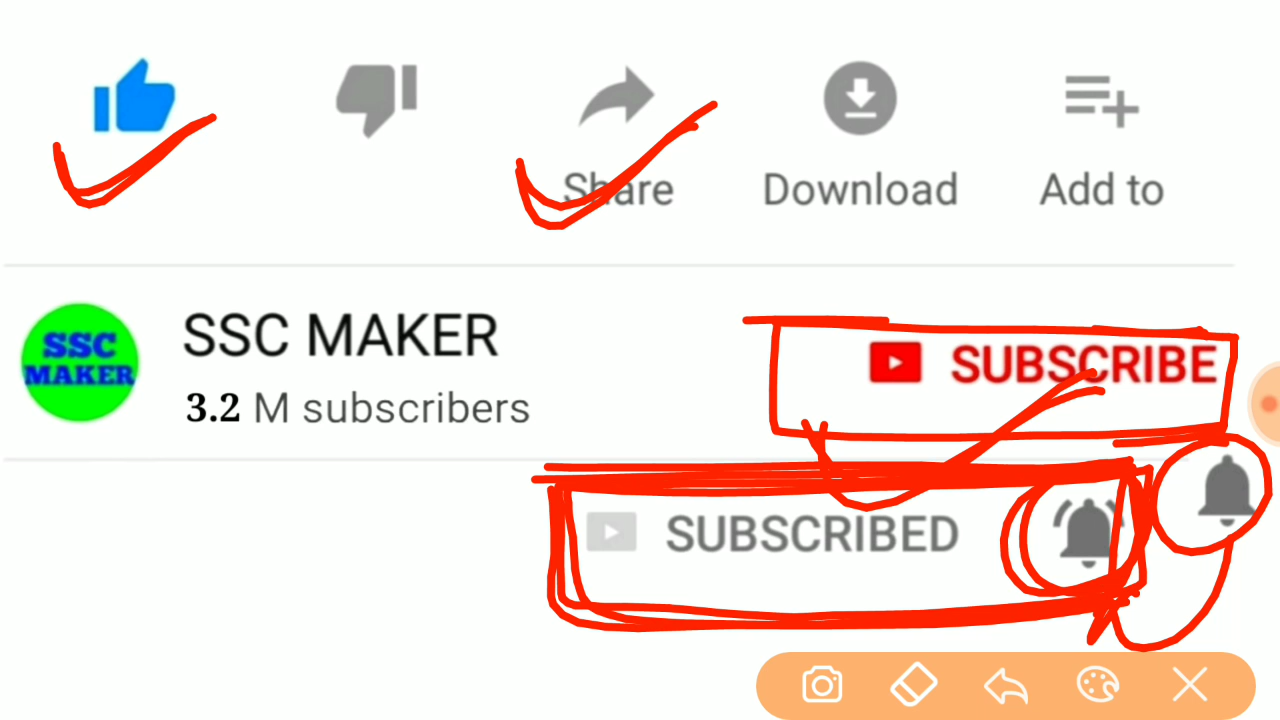 Share Download Add to
SSC
MAKER
SSC MAKER
3.2 M subscribers
SUBSCRIBE
SUBSCRIBED